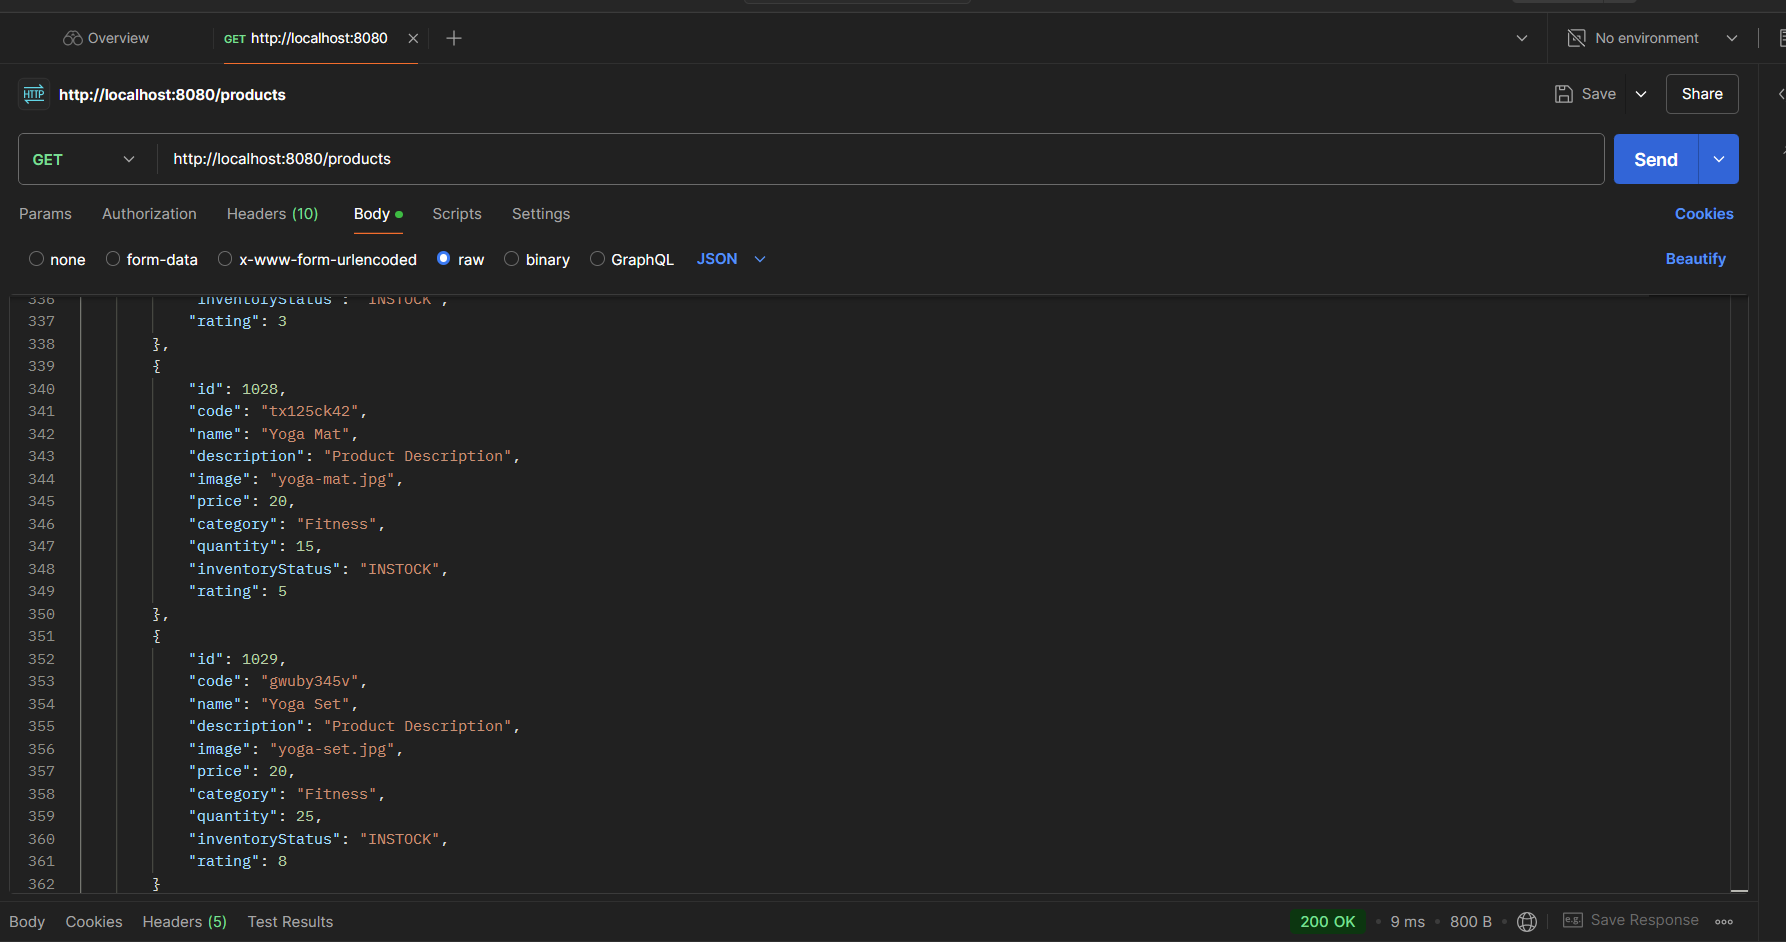 Overview
GET http://localhost:8080
No environment
HTTP http://localhost:8080/products
Save
Share
GET http://localhost:8080/products
Send
Params Authorization Headers (10) Body Scripts Settings Cookies
none form-data x-www-form-urlencoded raw binary GraphQL JSON Beautify
336 "inventoryStatus": "INSTOCK",
337 "rating": 3
338 },
339 {
340 "id": 1028,
341 "code": "tx125ck42",
342 "name": "Yoga Mat",
343 "description": "Product Description",
344 "image": "yoga-mat.jpg",
345 "price": 20,
346 "category": "Fitness",
347 "quantity": 15,
348 "inventoryStatus": "INSTOCK",
349 "rating": 5
350 },
351 {
352 "id": 1029,
353 "code": "gwuby345v",
354 "name": "Yoga Set",
355 "description": "Product Description",
356 "image": "yoga-set.jpg",
357 "price": 20,
358 "category": "Fitness",
359 "quantity": 25,
360 "inventoryStatus": "INSTOCK",
361 "rating": 8
362 }
Body Cookies Headers (5) Test Results 200 OK • 9 ms • 800 B • e.g. Save Response